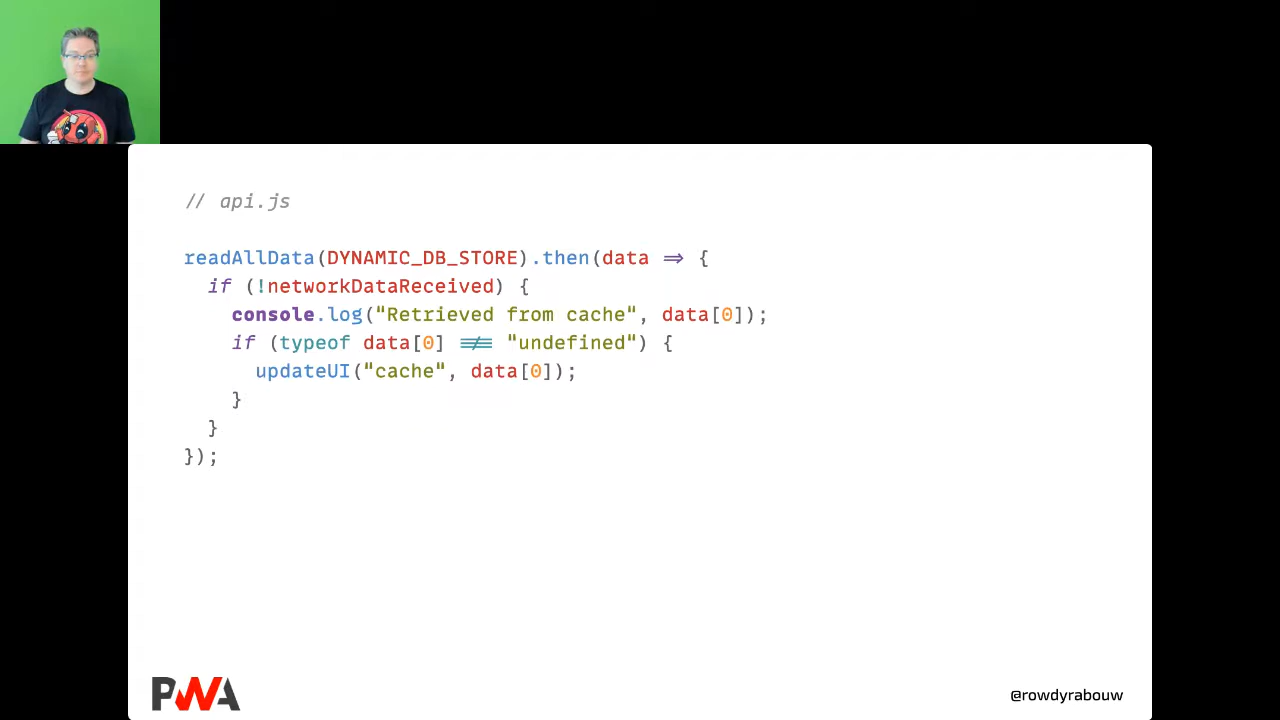 // api.js
readAllData(DYNAMIC_DB_STORE).then(data => {
if (!networkDataReceived) {
console.log("Retrieved from cache", data[0]);
if (typeof data[0] !== "undefined") {
updateUI("cache", data[0]);
}
}
});
PWA
@rowdyrabouw